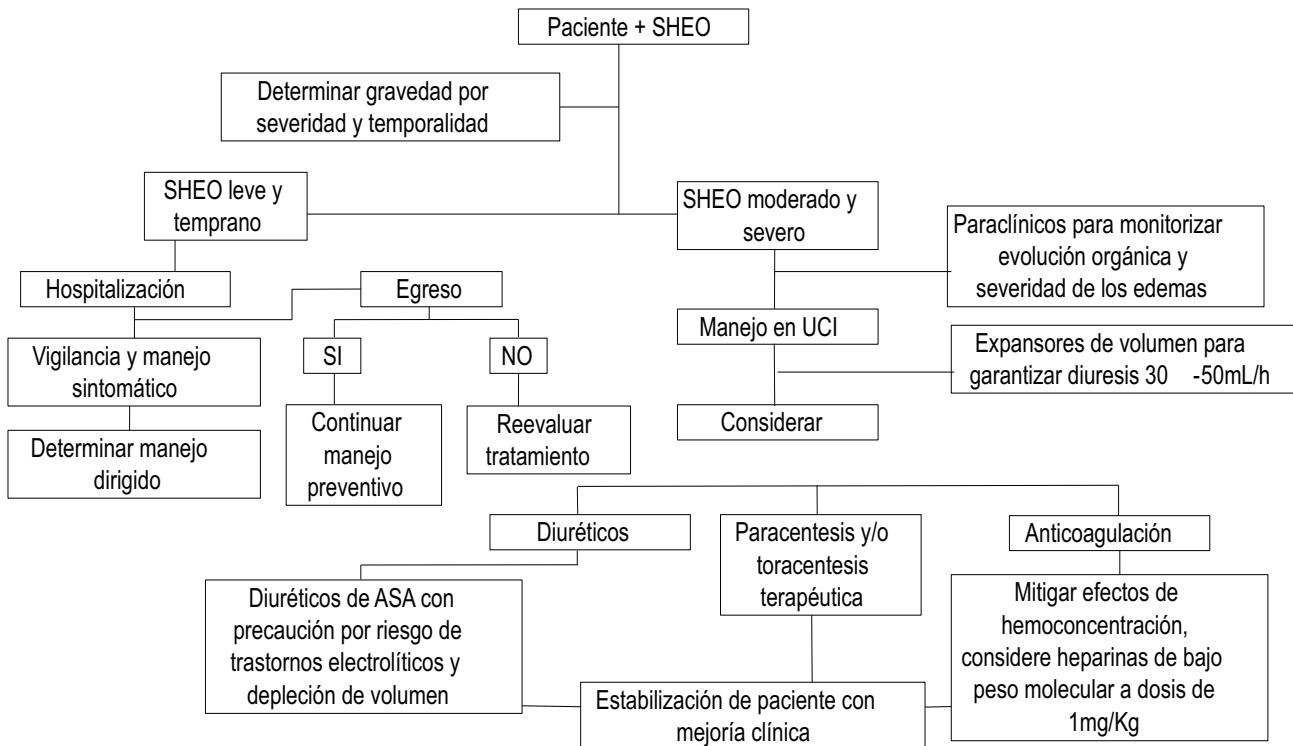 Paciente + SHEO
Determinar gravedad por
severidad y temporalidad
SHEO leve y
temprano
SHEO moderado y
severo
Paraclínicos para monitorizar
evolución orgánica y
severidad de los edemas
Hospitalización
Egreso
Manejo en UCI
Vigilancia y manejo
sintomático
SI
NO
Expansores de volumen para
garantizar diuresis 30 -50mL/h
Determinar manejo
dirigido
Continuar
manejo
preventivo
Reevaluar
tratamiento
Considerar
Diuréticos
Paracentesis y/o
toracentesis
terapéutica
Anticoagulación
Diuréticos de ASA con
precaución por riesgo de
trastornos electrolíticos y
depleción de volumen
Mitigar efectos de
hemoconcentración,
considere heparinas de bajo
peso molecular a dosis de
1mg/Kg
Estabilización de paciente con
mejoría clínica